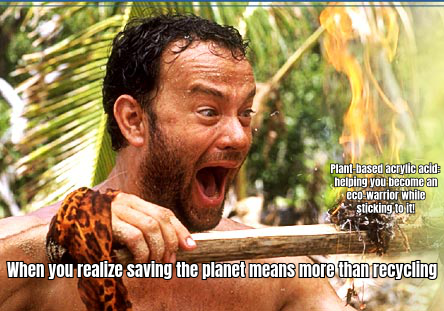 Plant-based acrylic acid:
helping you become an
eco-warrior while
sticking to it!
When you realize saving the planet means more than recycling